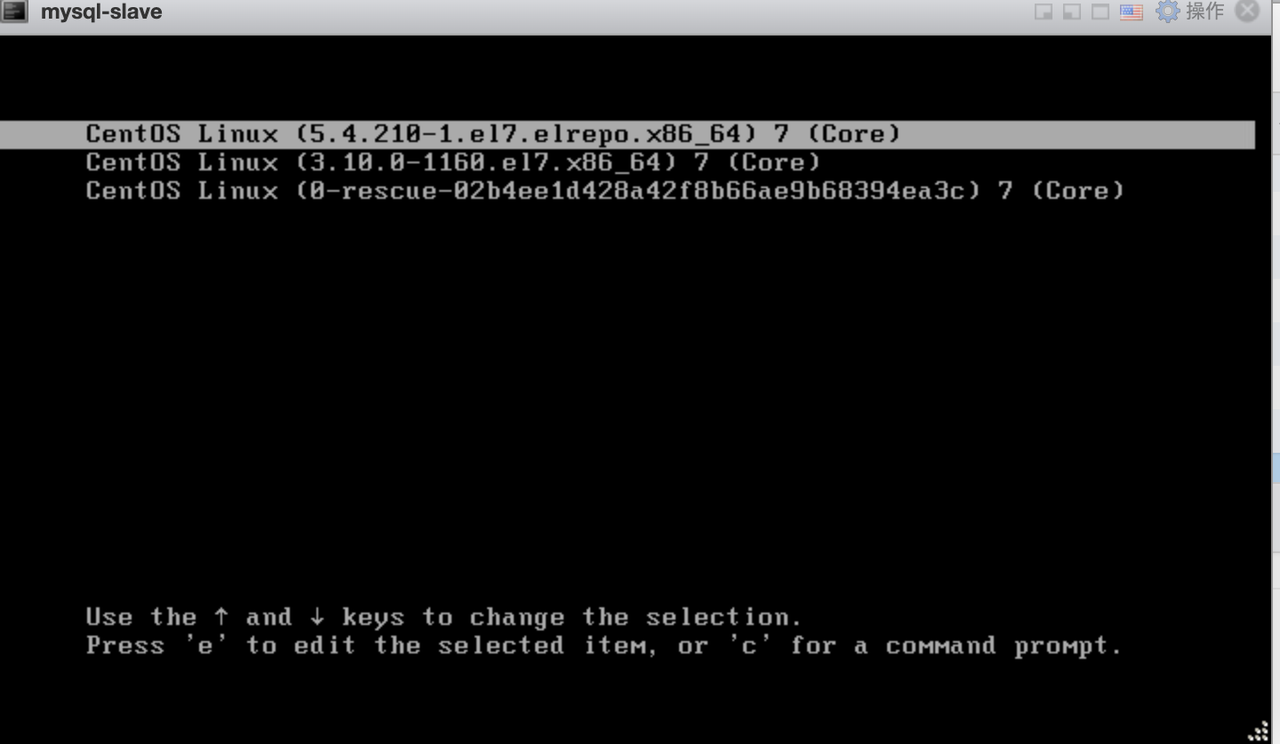 mysql-slave 操作
CentOS Linux (5.4.210-1.el7.elrepo.x86_64) 7 (Core)
CentOS Linux (3.10.0-1160.el7.x86_64) 7 (Core)
CentOS Linux (0-rescue-02b4ee1d428a42f8b66ae9b68394ea3c) 7 (Core)
Use the ↑ and ↓ keys to change the selection.
Press 'e' to edit the selected item, or 'c' for a command prompt.